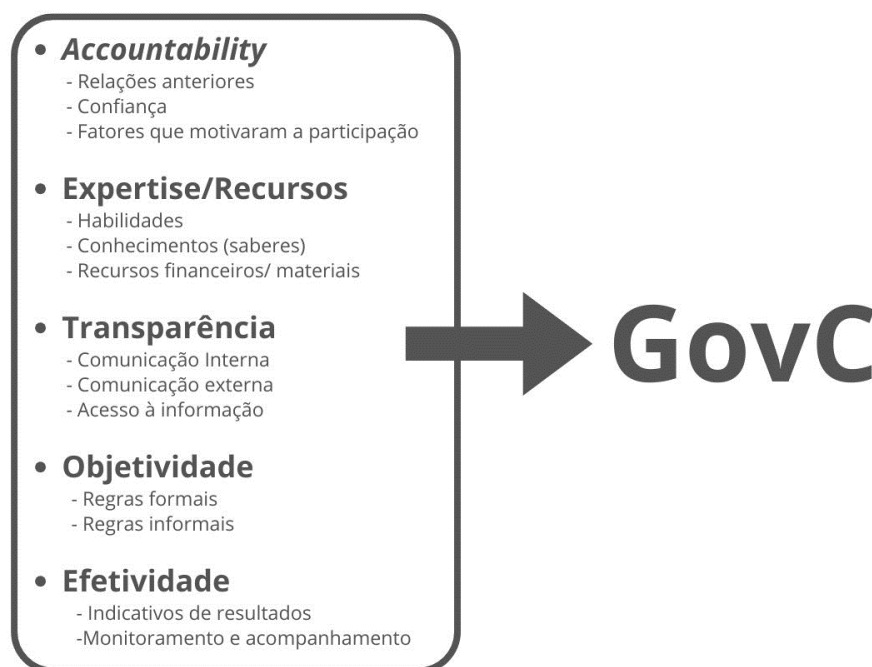 • Accountability
- Relações anteriores
- Confiança
- Fatores que motivaram a participação
• Expertise/Recursos
- Habilidades
- Conhecimentos (saberes)
- Recursos financeiros/ materiais
• Transparência
- Comunicação Interna
- Comunicação externa
- Acesso à informação
• Objetividade
- Regras formais
- Regras informais
• Efetividade
- Indicativos de resultados
-Monitoramento e acompanhamento
GovC